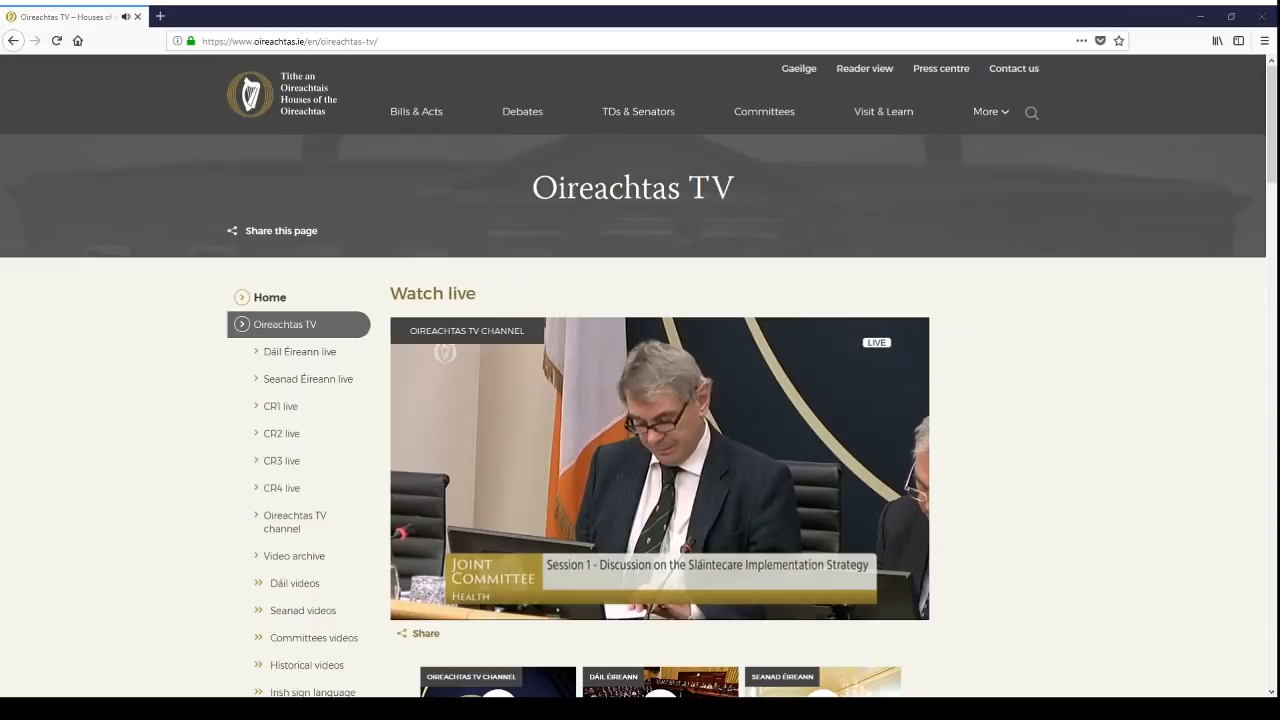 Oireachtas TV – Houses of
https://www.oireachtas.ie/en/oireachtas-tv/
Tithe an
Oireachtais
Houses of the
Oireachtas
Gaeilge Reader view Press centre Contact us
Bills & Acts Debates TDs & Senators Committees Visit & Learn More
Oireachtas TV
Share this page
Home
Oireachtas TV
Dáil Éireann live
Seanad Éireann live
CR1 live
CR2 live
CR3 live
CR4 live
Oireachtas TV
channel
Video archive
Dáil videos
Seanad videos
Committees videos
Historical videos
Irish sign language
Watch live
OIREACHTAS TV CHANNEL
LIVE
JOINT
COMMITTEE
HEALTH
Session 1 - Discussion on the Sláintecare Implementation Strategy
Share
OIREACHTAS TV CHANNEL
DÁIL ÉIREANN
SEANAD ÉIREANN